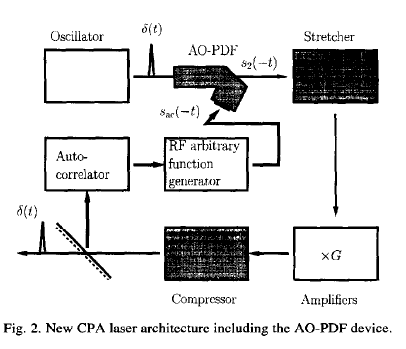 Oscillator
δ(t)
AO-PDF
s₂(−t)
Stretcher
sₐc(−t)
Auto-
correlator
RF arbitrary
function
generator
δ(t)
×G
Compressor
Amplifiers
Fig. 2. New CPA laser architecture including the AO-PDF device.